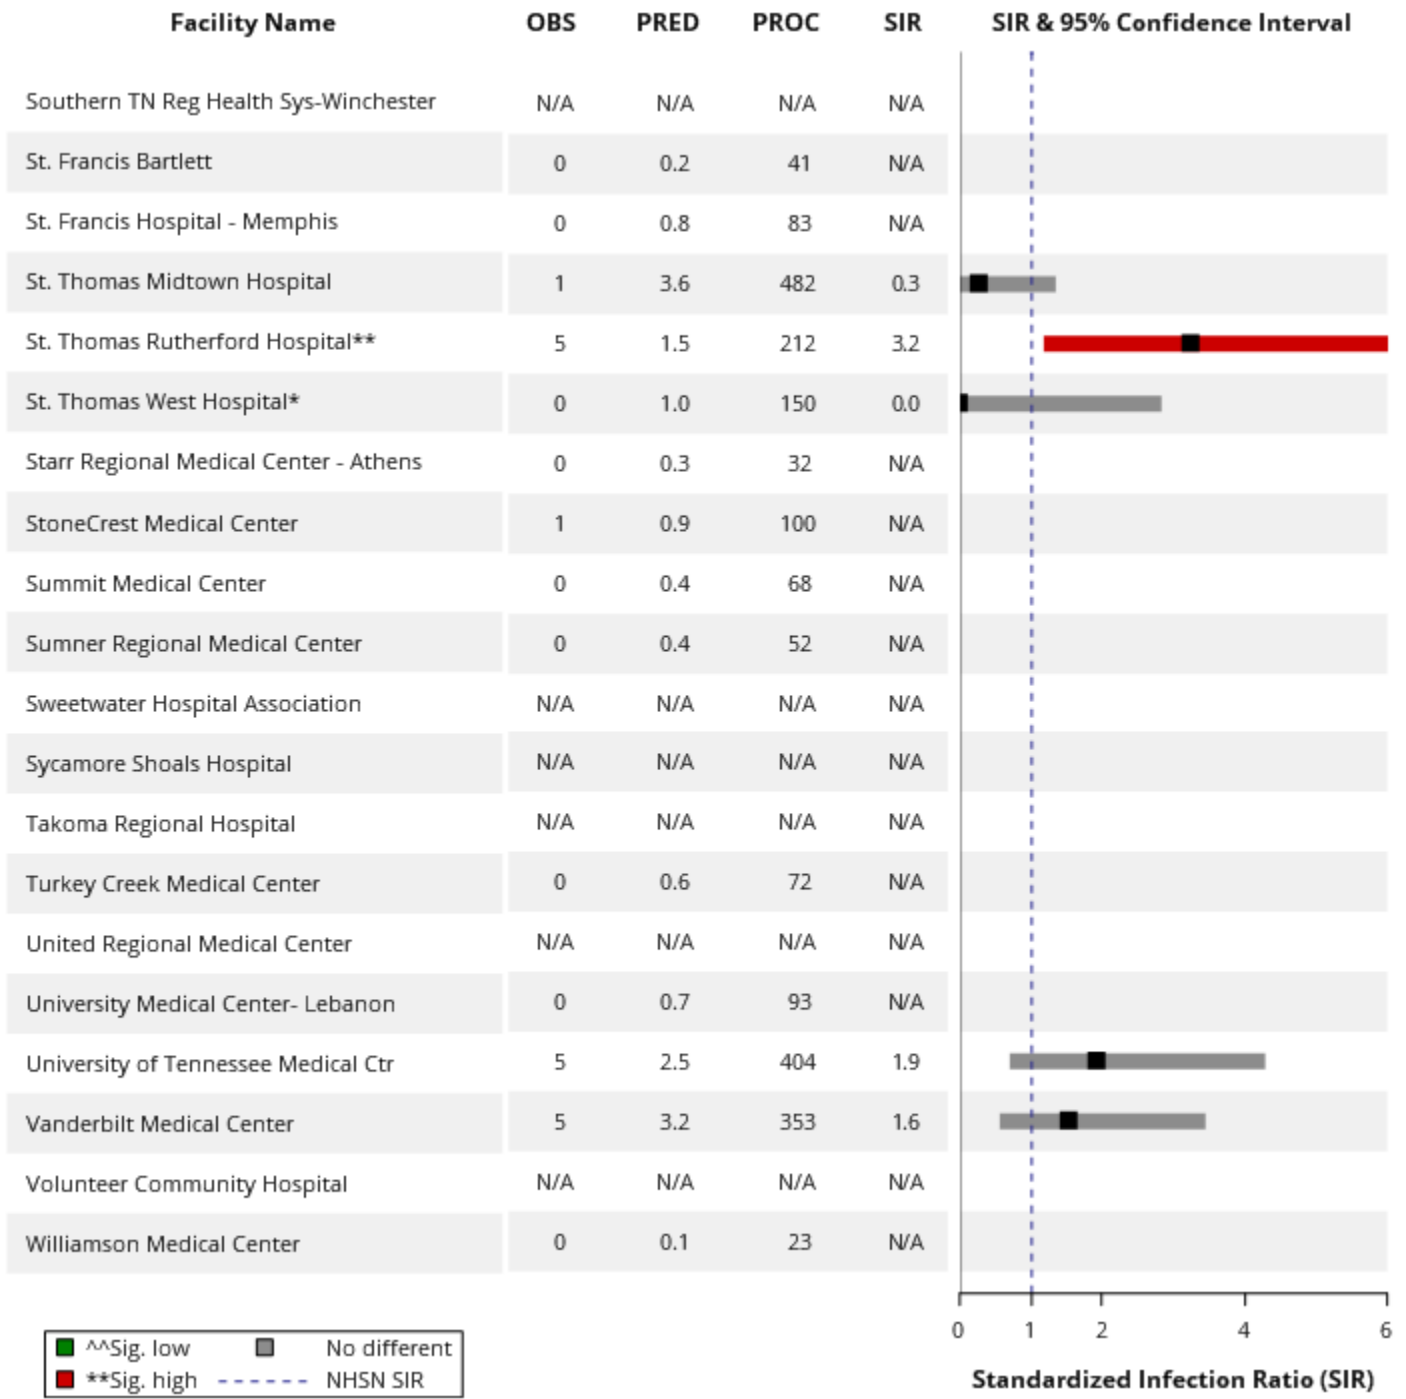 Facility Name OBS PRED PROC SIR SIR & 95% Confidence Interval
Southern TN Reg Health Sys-Winchester N/A N/A N/A N/A
St. Francis Bartlett 0 0.2 41 N/A
St. Francis Hospital - Memphis 0 0.8 83 N/A
St. Thomas Midtown Hospital 1 3.6 482 0.3
St. Thomas Rutherford Hospital** 5 1.5 212 3.2
St. Thomas West Hospital* 0 1.0 150 0.0
Starr Regional Medical Center - Athens 0 0.3 32 N/A
StoneCrest Medical Center 1 0.9 100 N/A
Summit Medical Center 0 0.4 68 N/A
Sumner Regional Medical Center 0 0.4 52 N/A
Sweetwater Hospital Association N/A N/A N/A N/A
Sycamore Shoals Hospital N/A N/A N/A N/A
Takoma Regional Hospital N/A N/A N/A N/A
Turkey Creek Medical Center 0 0.6 72 N/A
United Regional Medical Center N/A N/A N/A N/A
University Medical Center- Lebanon 0 0.7 93 N/A
University of Tennessee Medical Ctr 5 2.5 404 1.9
Vanderbilt Medical Center 5 3.2 353 1.6
Volunteer Community Hospital N/A N/A N/A N/A
Williamson Medical Center 0 0.1 23 N/A
0 1 2 4 6
Standardized Infection Ratio (SIR)
^^Sig. low No different
**Sig. high NHSN SIR